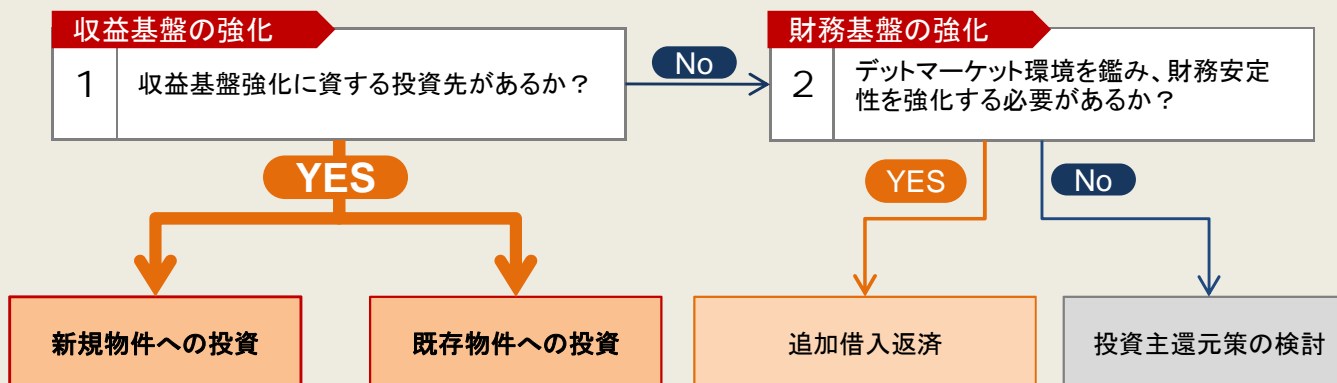 収益基盤の強化
1
収益基盤強化に資する投資先があるか？
No
財務基盤の強化
2
デットマーケット環境を鑑み、財務安定
性を強化する必要があるか？
YES
YES
No
新規物件への投資
既存物件への投資
追加借入返済
投資主還元策の検討